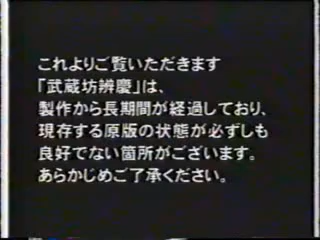 これよりご覧いただきます
「武蔵坊辨慶」は、
製作から長期間が経過しており、
現存する原版の状態が必ずしも
良好でない箇所がございます。
あらかじめご了承ください。